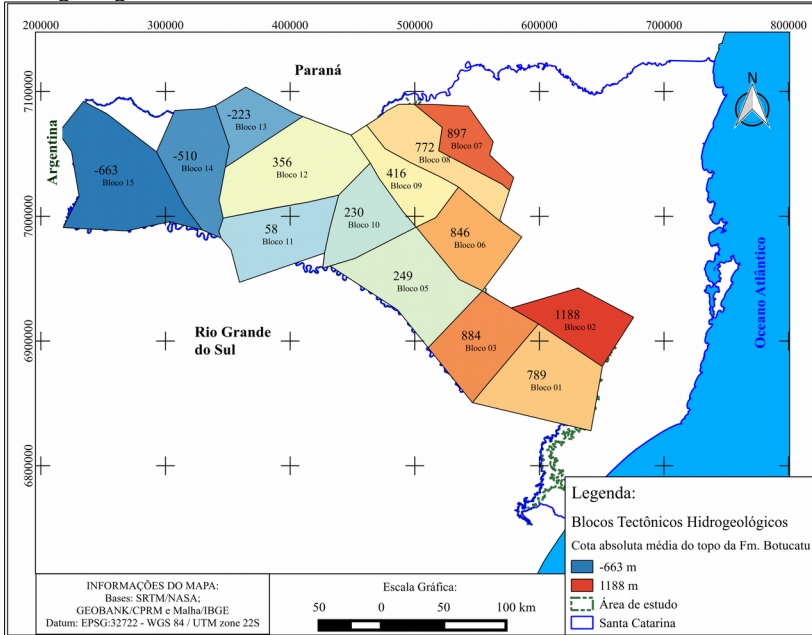 200000 300000 400000 500000 600000 700000 800000
7100000
7000000
6900000
6800000
Paraná
Argentina
Rio Grande
do Sul
Oceano Atlântico
N
-663
Bloco 15
-510
Bloco 14
-223
Bloco 13
356
Bloco 12
58
Bloco 11
230
Bloco 10
416
Bloco 09
772
Bloco 08
897
Bloco 07
846
Bloco 06
249
Bloco 05
884
Bloco 03
1188
Bloco 02
789
Bloco 01
Legenda:
Blocos Tectônicos Hidrogeológicos
Cota absoluta média do topo da Fm. Botucatu
-663 m
1188 m
Área de estudo
Santa Catarina
INFORMAÇÕES DO MAPA:
Bases: SRTM/NASA;
GEOBANK/CPRM e Malha/IBGE
Datum: EPSG:32722 - WGS 84 / UTM zone 22S
Escala Gráfica:
50 0 50 100 km